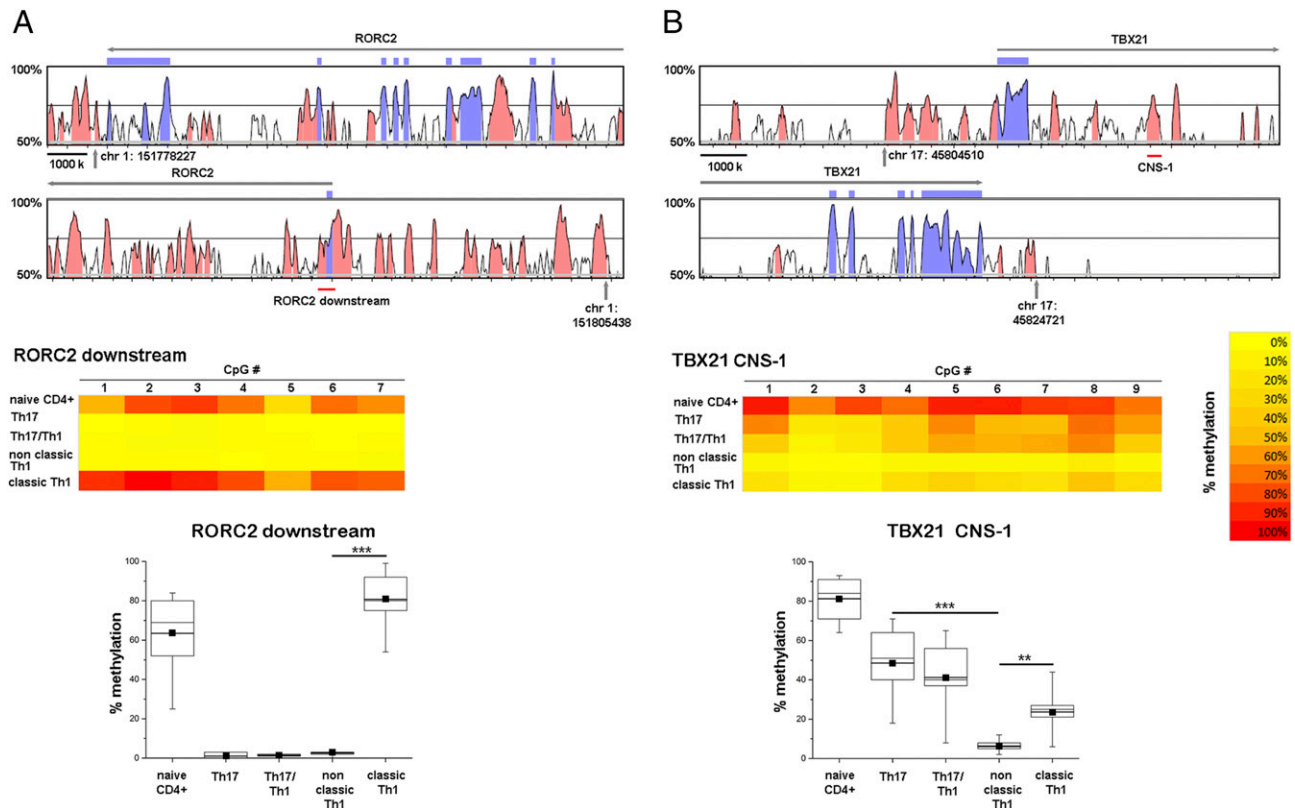 A
RORC2
100%
50%
1000 k
chr 1: 151778227
RORC2
100%
50%
RORC2 downstream
chr 1:
151805438
RORC2 downstream
CpG #
1 2 3 4 5 6 7
naive CD4+
Th17
Th17/Th1
non classic
Th1
classic Th1
RORC2 downstream
% methylation
100
80
60
40
20
0
***
naive
CD4+
Th17
Th17/
Th1
non
classic
Th1
classic
Th1
B
TBX21
100%
50%
1000 k
chr 17: 45804510
CNS-1
TBX21
100%
50%
chr 17:
45824721
TBX21 CNS-1
CpG #
1 2 3 4 5 6 7 8 9
naive CD4+
Th17
Th17/Th1
non classic
Th1
classic Th1
% methylation
0%
10%
20%
30%
40%
50%
60%
70%
80%
90%
100%
TBX21 CNS-1
% methylation
100
80
60
40
20
0
***
**
naive
CD4+
Th17
Th17/
Th1
non
classic
Th1
classic
Th1